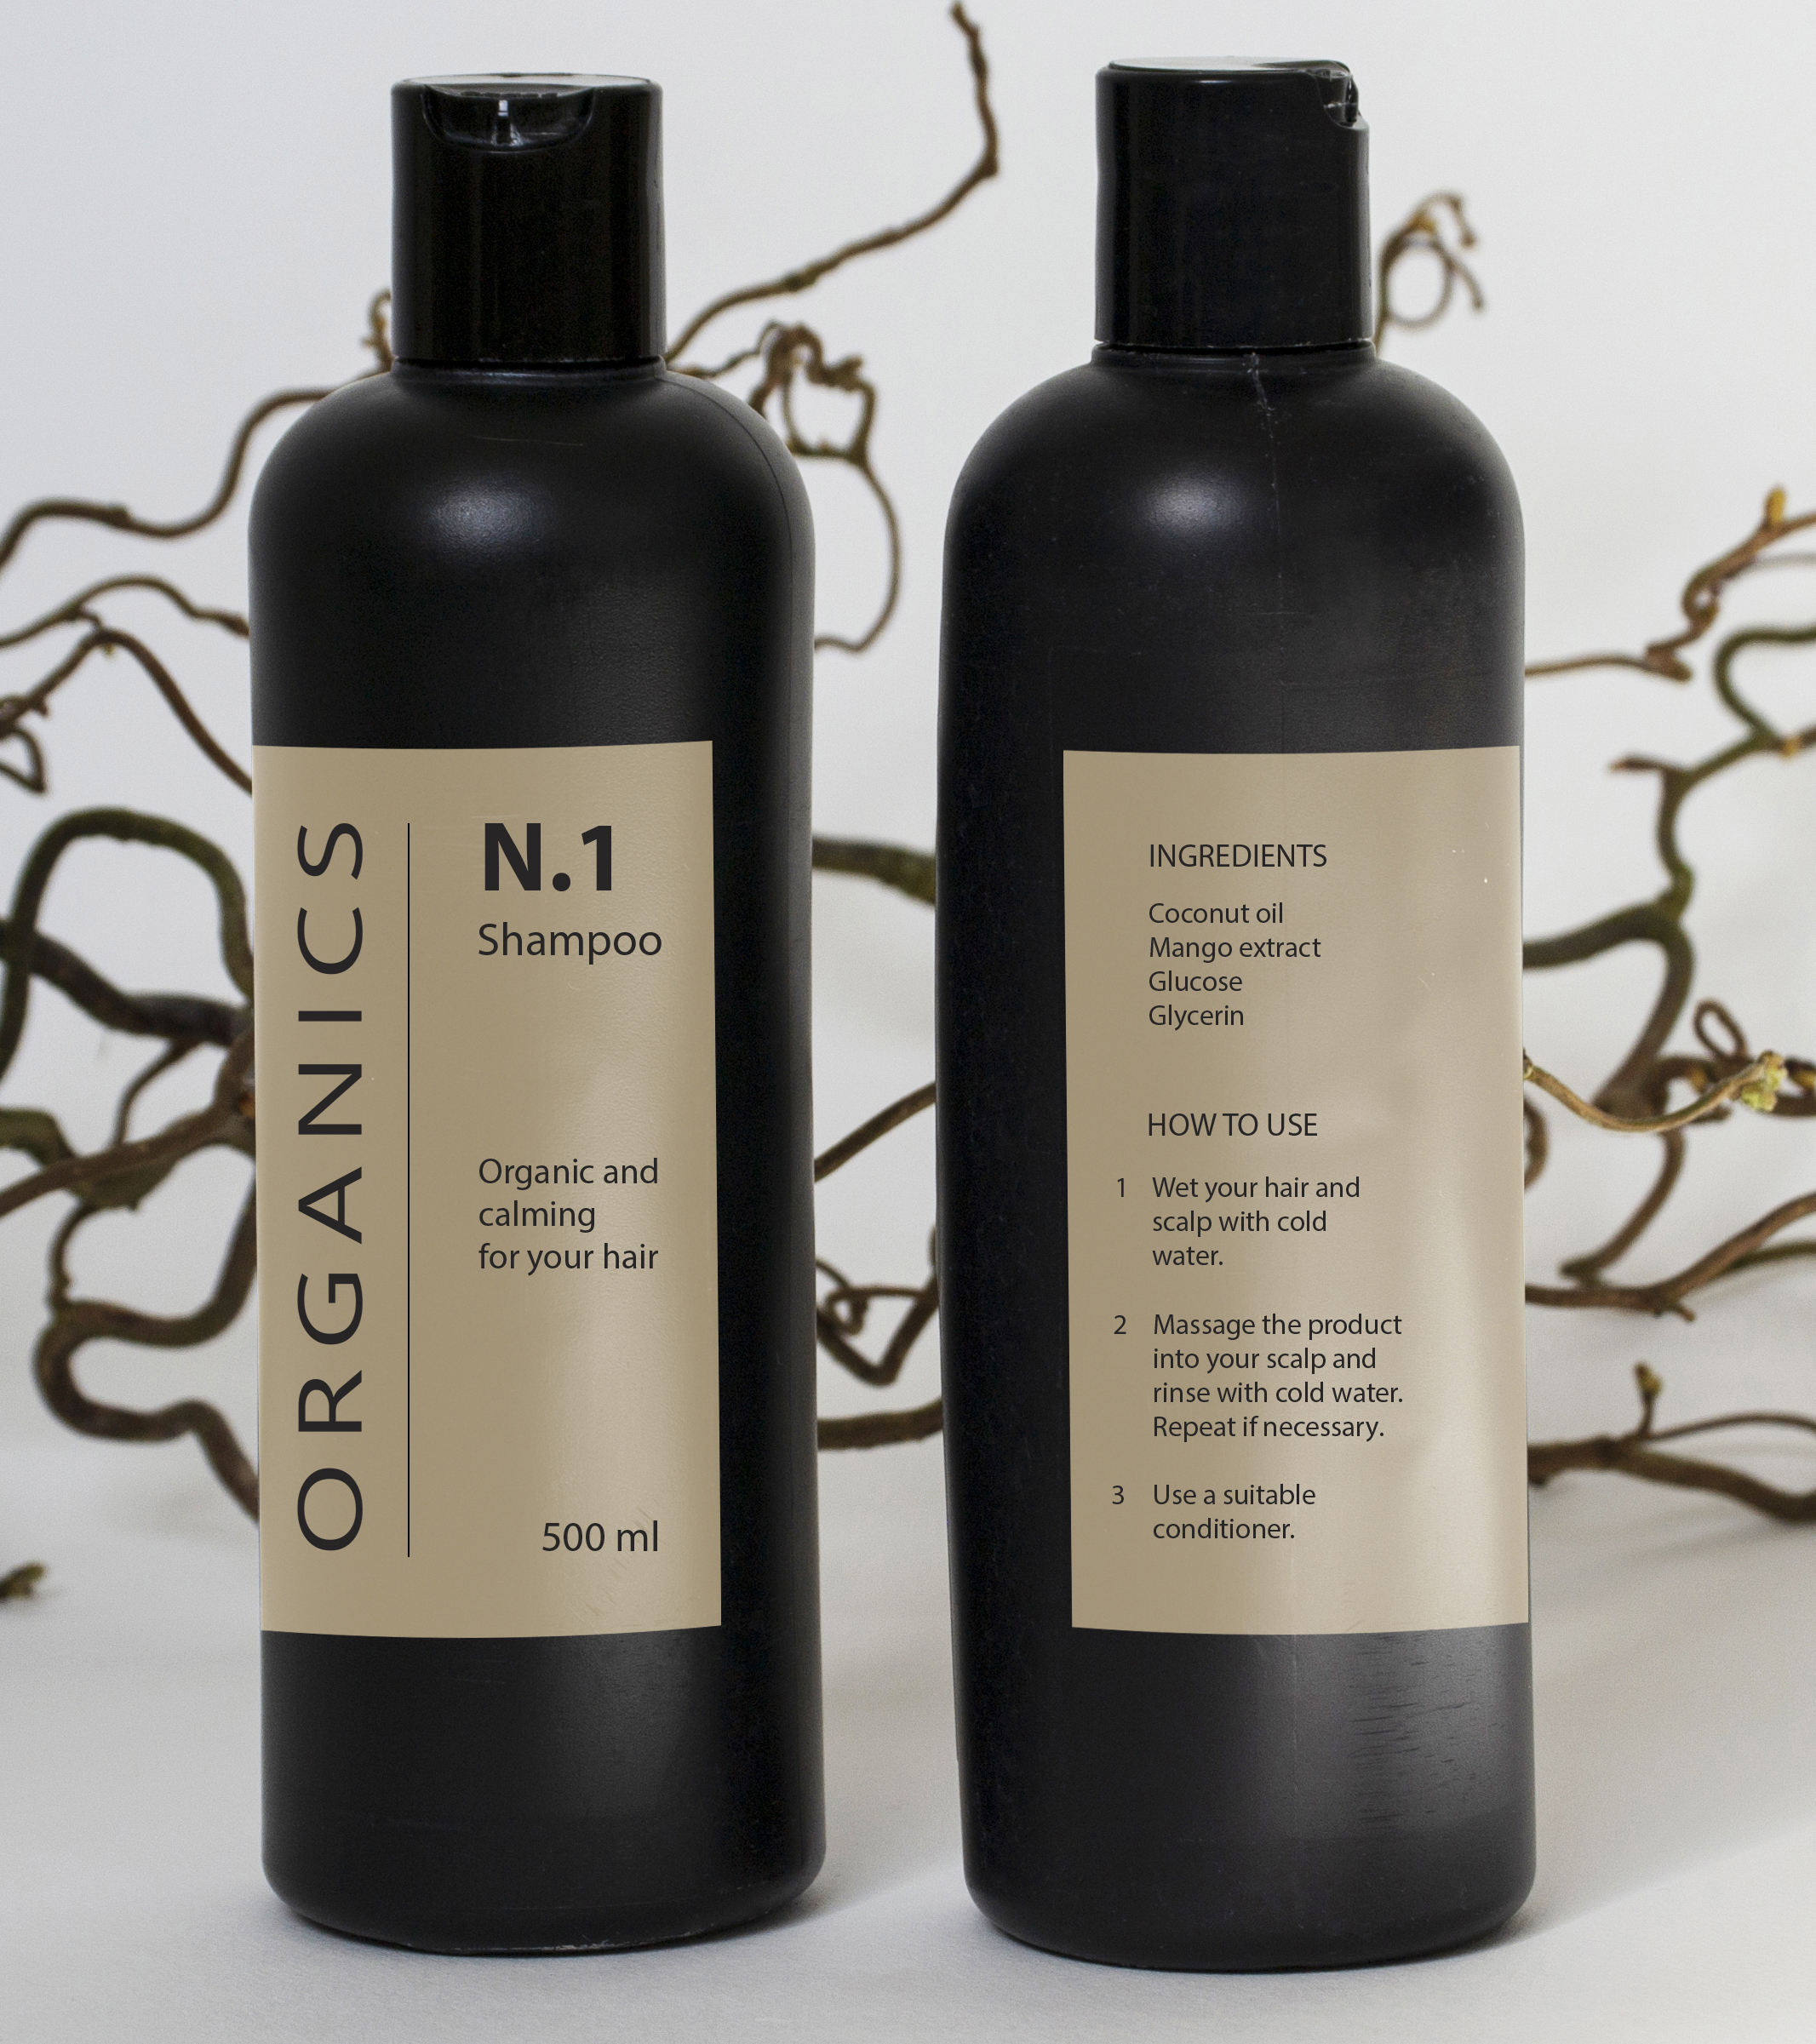 ORGANICS
N.1
Shampoo
Organic and
calming
for your hair
500 ml
INGREDIENTS
Coconut oil
Mango extract
Glucose
Glycerin
HOW TO USE
1 Wet your hair and
scalp with cold
water.
2 Massage the product
into your scalp and
rinse with cold water.
Repeat if necessary.
3 Use a suitable
conditioner.